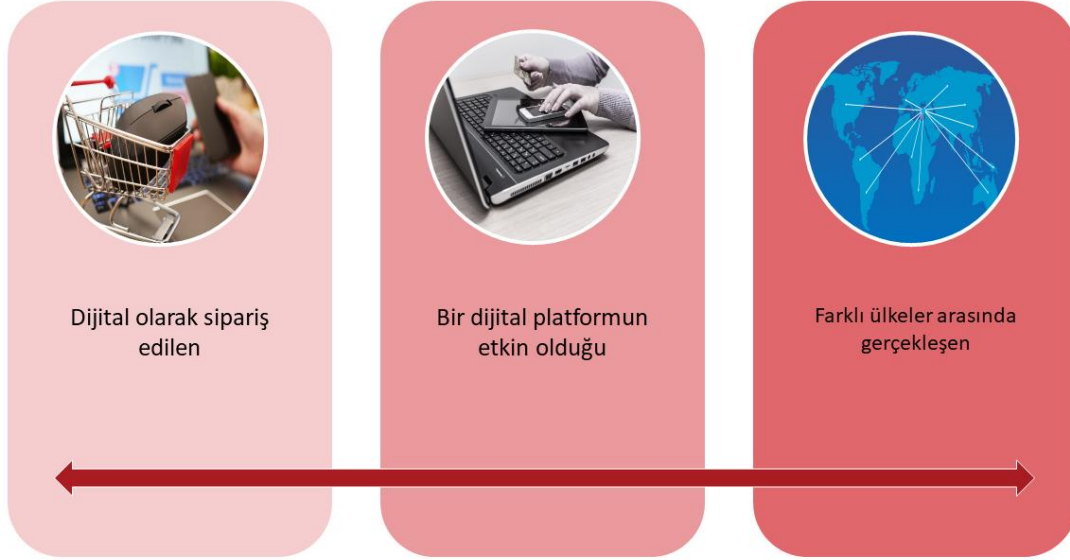 Dijital olarak sipariş
edilen
Bir dijital platformun
etkin olduğu
Farklı ülkeler arasında
gerçekleşen